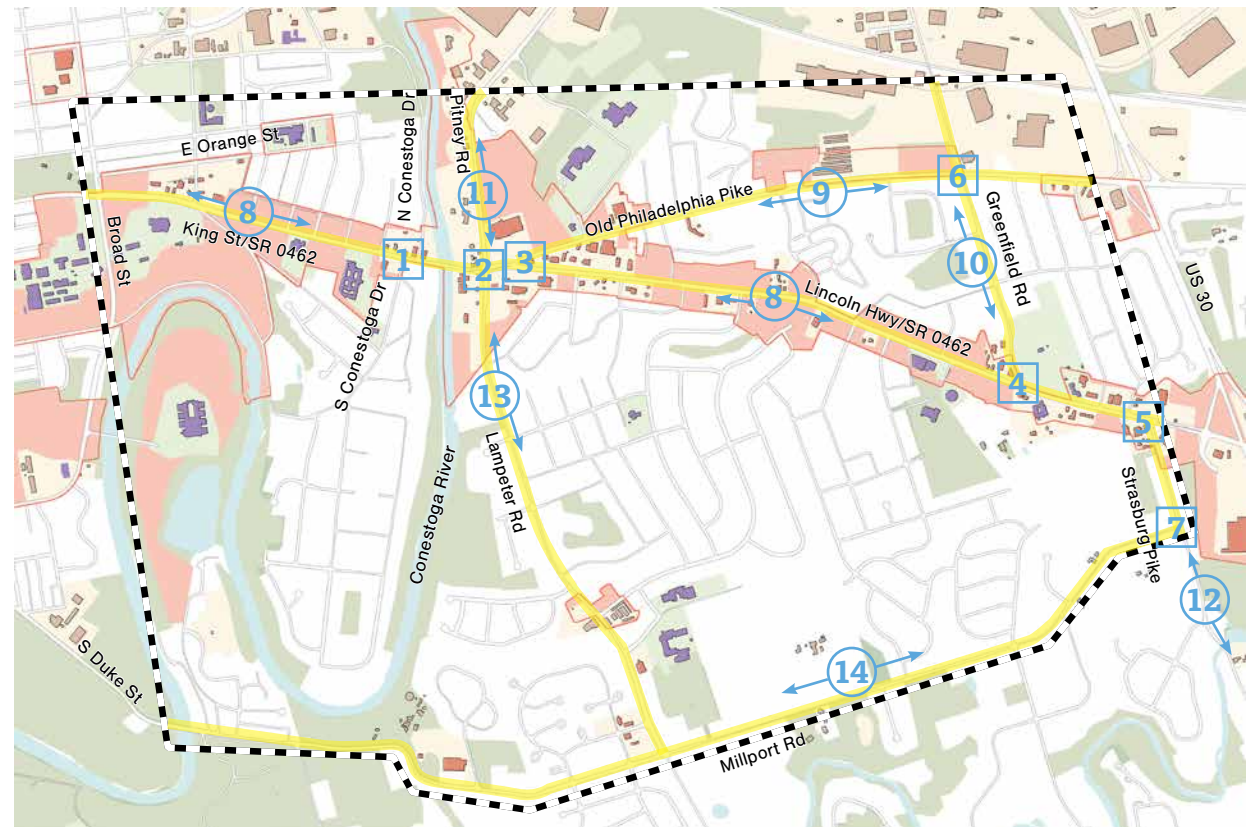 E Orange St
N Conestoga Dr
Pitney Rd
11
6
9
Old Philadelphia Pike
8
King St/SR 0462
Broad St
1
2
3
Greenfield Rd
10
US 30
8
Lincoln Hwy/SR 0462
S Conestoga Dr
4
5
13
Lampeter Rd
Conestoga River
Strasburg Pike
7
12
S Duke St
14
Millport Rd